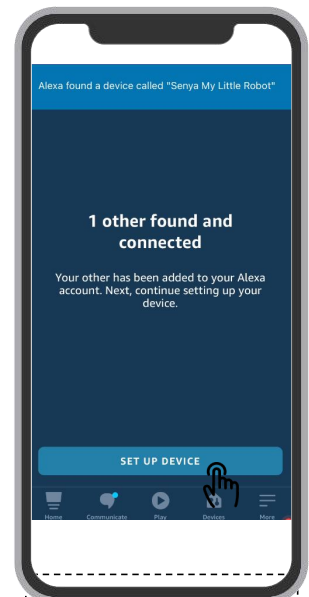 Alexa found a device called "Senya My Little Robot"
1 other found and
connected
Your other has been added to your Alexa
account. Next, continue setting up your
device.
SET UP DEVICE
Home Communicate Play Devices More